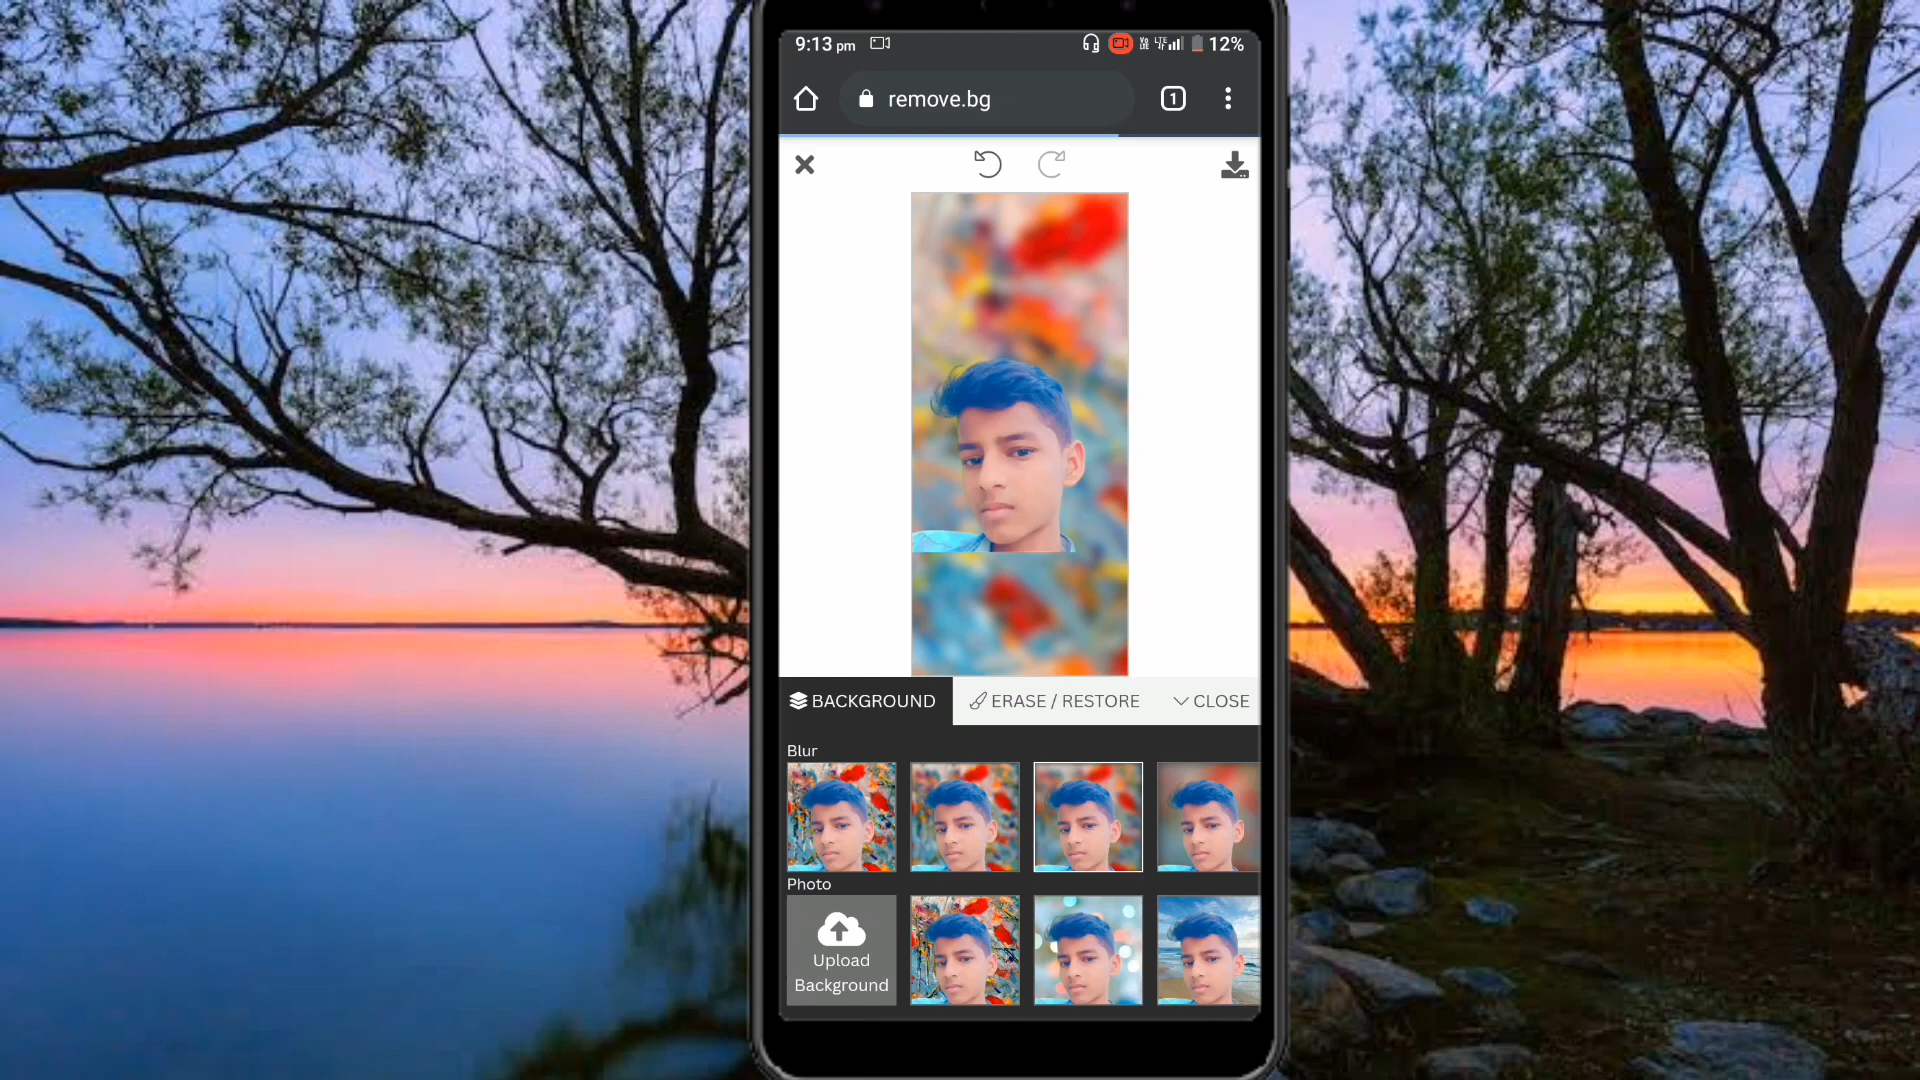 9:13 pm
12%
remove.bg
1
BACKGROUND
ERASE / RESTORE
CLOSE
Blur
Photo
Upload
Background